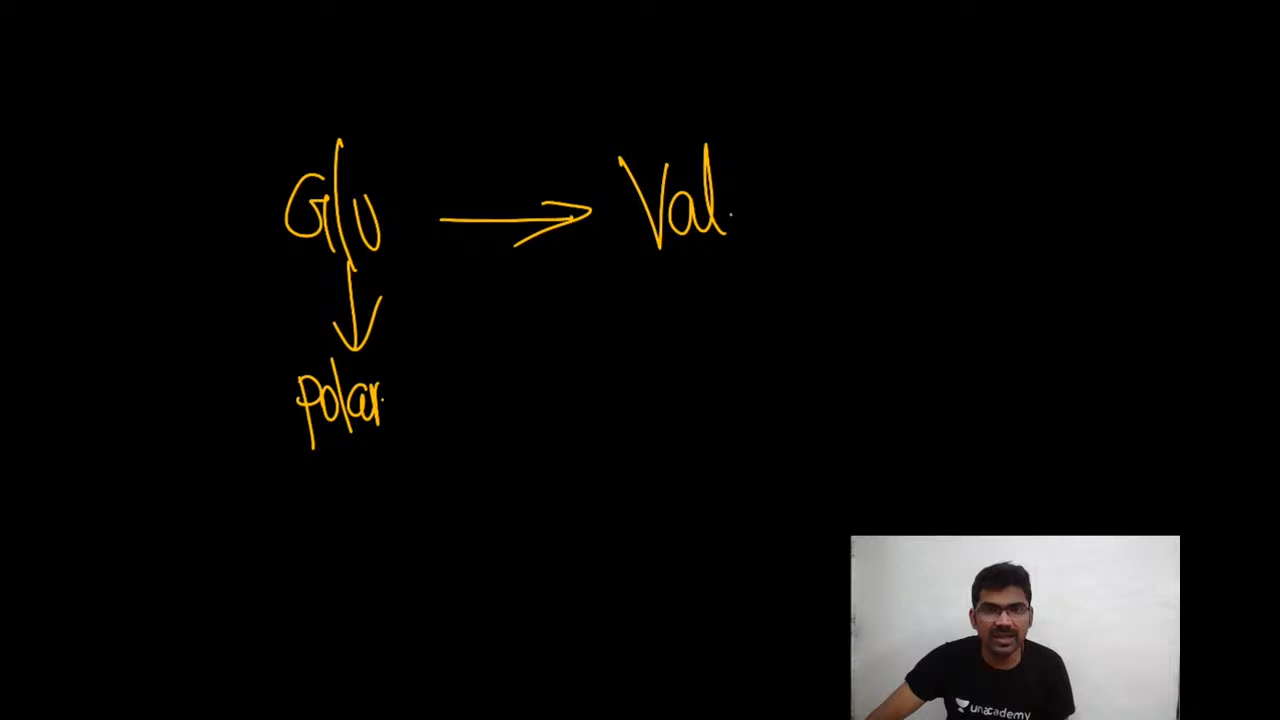 Glu → Val.
↓
Polar.
unacademy